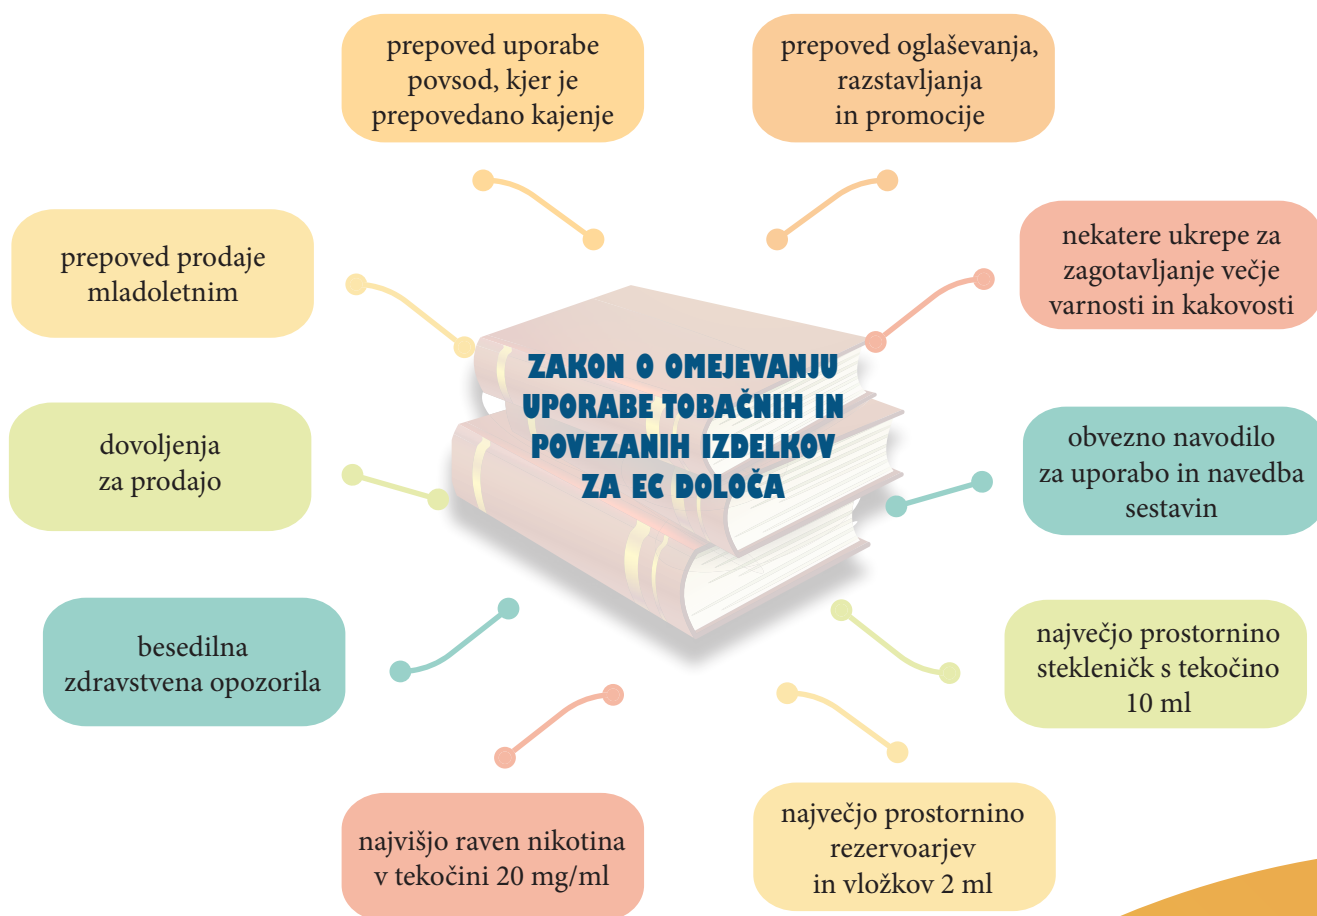 prepoved uporabe
povsod, kjer je
prepovedano kajenje
prepoved oglaševanja,
razstavljanja
in promocije
prepoved prodaje
mladoletnim
nekatere ukrepe za
zagotavljanje večje
varnosti in kakovosti
ZAKON O OMEJEVANJU
UPORABE TOBAČNIH IN
POVEZANIH IZDELKOV
ZA EC DOLOČA
dovoljenja
za prodajo
obvezno navodilo
za uporabo in navedba
sestavin
besedilna
zdravstvena opozorila
največjo prostornino
stekleničk s tekočino
10 ml
najvišjo raven nikotina
v tekočini 20 mg/ml
največjo prostornino
rezervoarjev
in vložkov 2 ml